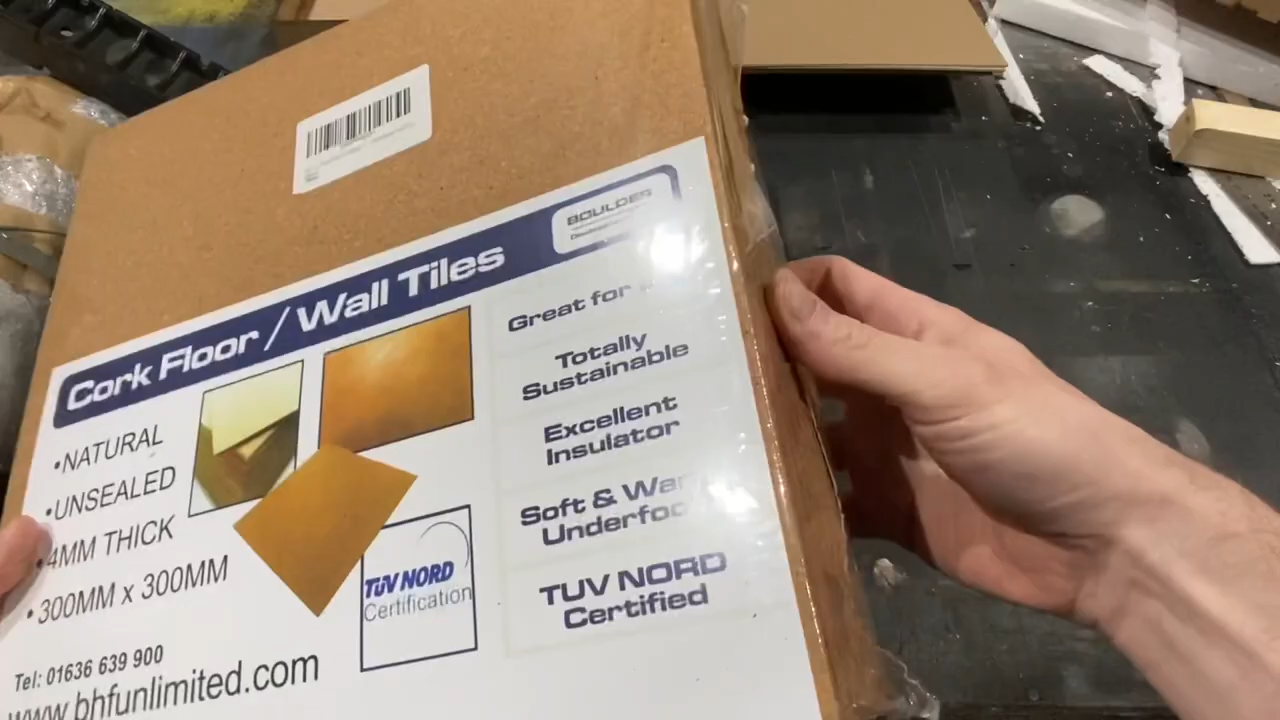 BOULDER
Cork Floor / Wall Tiles
•NATURAL
•UNSEALED
•4MM THICK
•300MM x 300MM
Great for
Totally
Sustainable
Excellent
Insulator
Soft &
TUV NORD
Certified
TÜV NORD
Certification
Tel: 01636 639 900
www.bhfunlimited.com